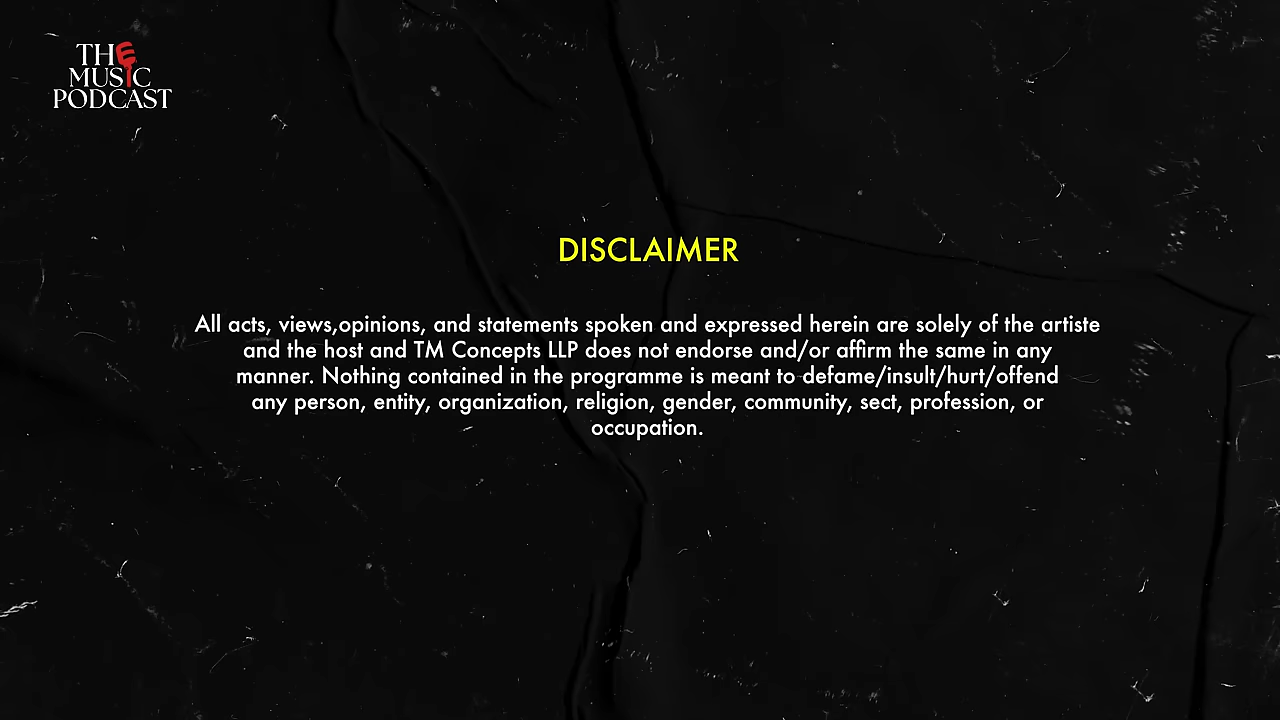 THE
MUSIC
PODCAST
DISCLAIMER
All acts, views,opinions, and statements spoken and expressed herein are solely of the artiste
and the host and TM Concepts LLP does not endorse and/or affirm the same in any
manner. Nothing contained in the programme is meant to defame/insult/hurt/offend
any person, entity, organization, religion, gender, community, sect, profession, or
occupation.